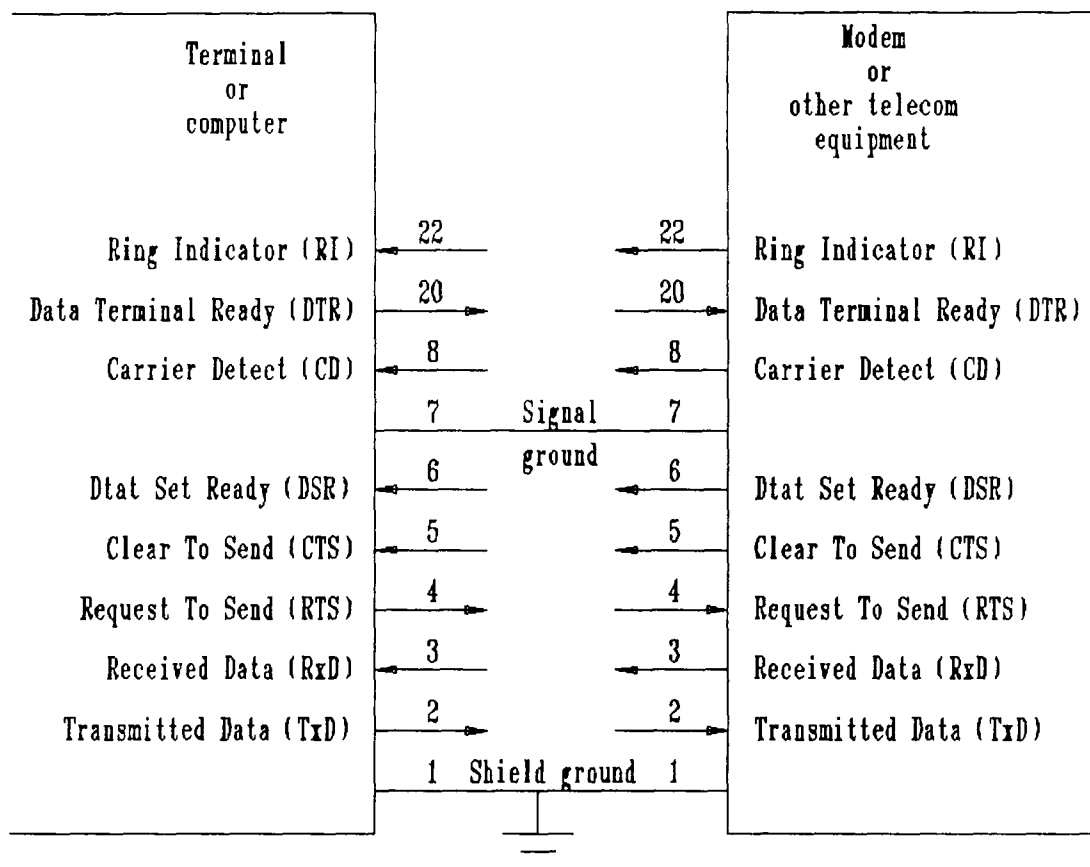 Terminal
or
computer
Modem
or
other telecom
equipment
Ring Indicator (RI) 22 22 Ring Indicator (RI)
Data Terminal Ready (DTR) 20 20 Data Terminal Ready (DTR)
Carrier Detect (CD) 8 8 Carrier Detect (CD)
7 Signal 7
ground
Dtat Set Ready (DSR) 6 6 Dtat Set Ready (DSR)
Clear To Send (CTS) 5 5 Clear To Send (CTS)
Request To Send (RTS) 4 4 Request To Send (RTS)
Received Data (RxD) 3 3 Received Data (RxD)
Transmitted Data (TxD) 2 2 Transmitted Data (TxD)
1 Shield ground 1